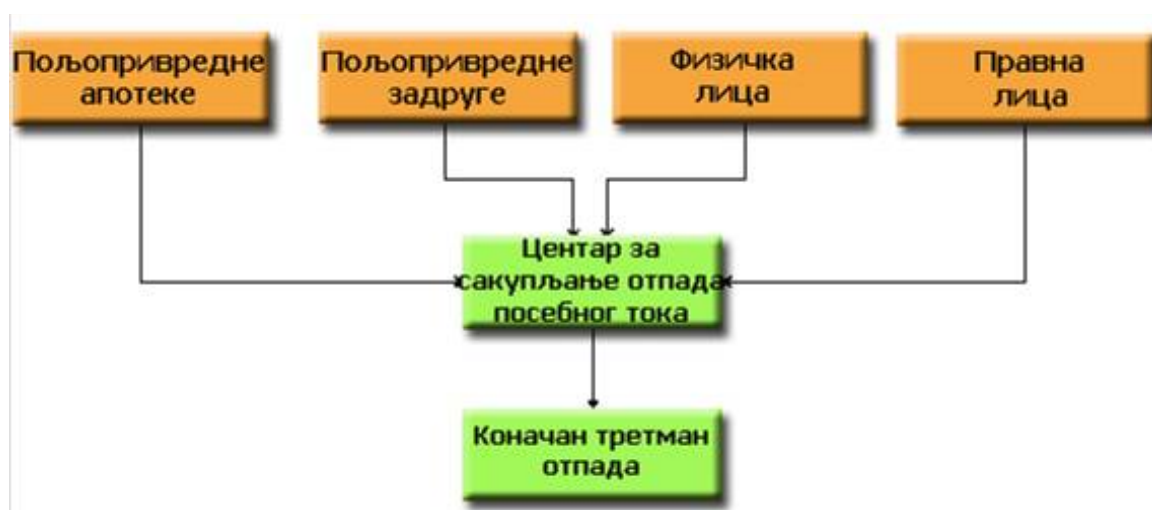 Пољопривредне
апотеке
Пољопривредне
задруге
Физичка
лица
Правна
лица
Центар за
сакупљање отпада
посебног тока
Коначан третман
отпада